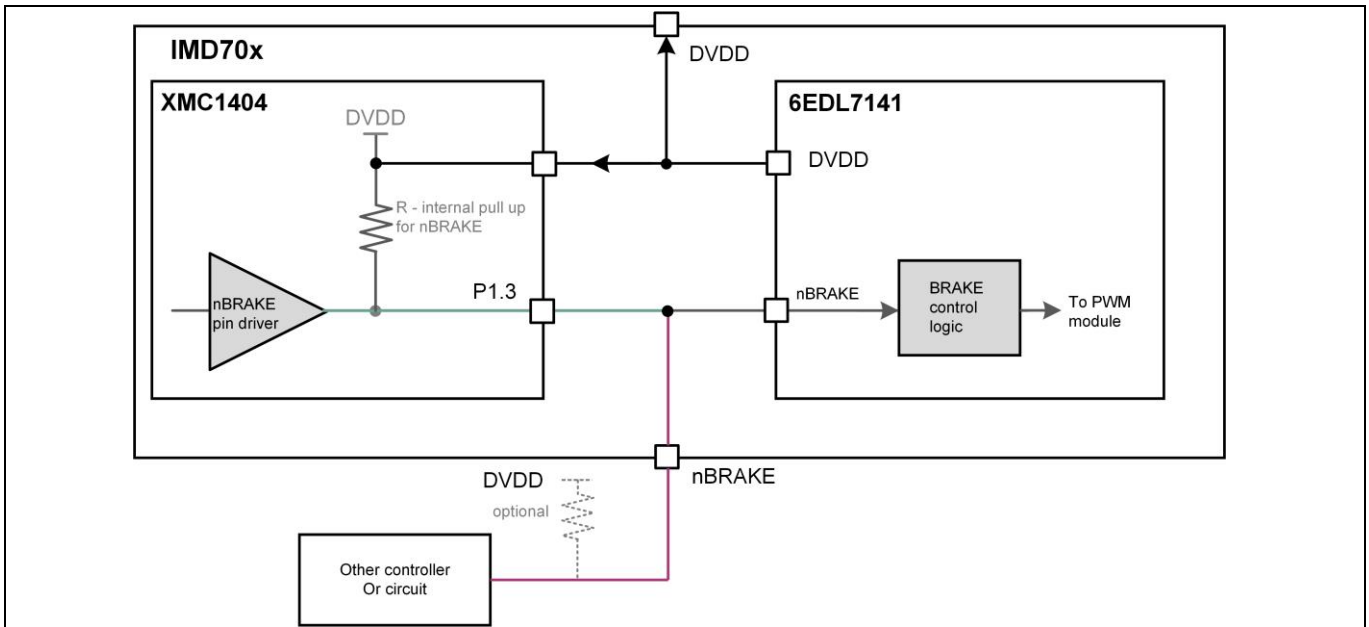 DVDD
IMD70x
XMC1404
6EDL7141
DVDD
DVDD
R - internal pull up
for nBRAKE
nBRAKE
pin driver
P1.3
nBRAKE
BRAKE
control
logic
To PWM
module
nBRAKE
DVDD
optional
Other controller
Or circuit